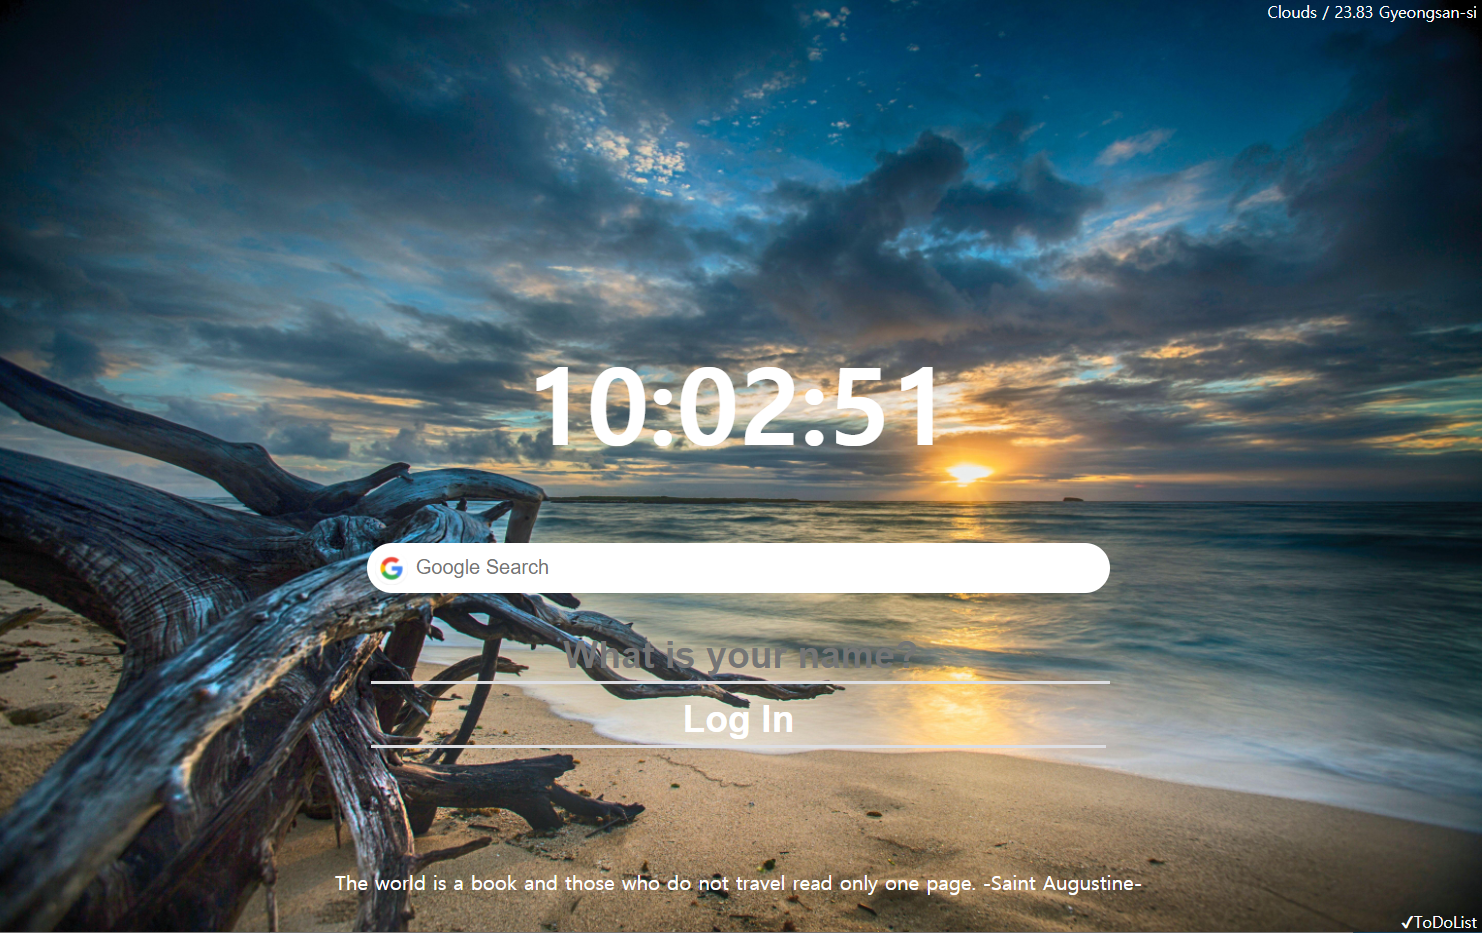 Clouds / 23.83 Gyeongsan-si
10:02:51
Google Search
What is your name?
Log In
The world is a book and those who do not travel read only one page. -Saint Augustine-
✓ToDoList